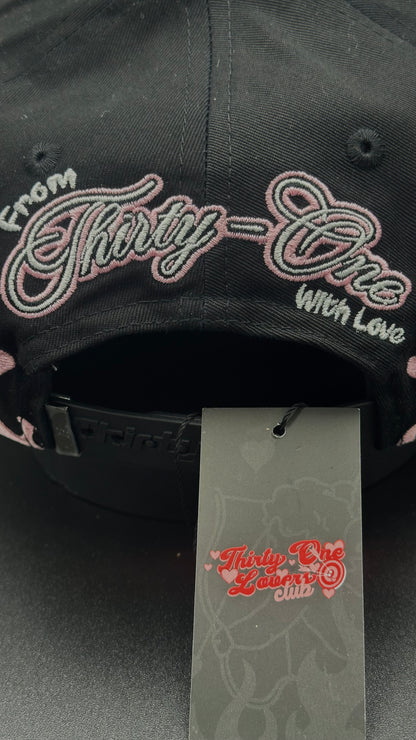 From
Thirty-One
With Love
Thirty One
Lovers
club